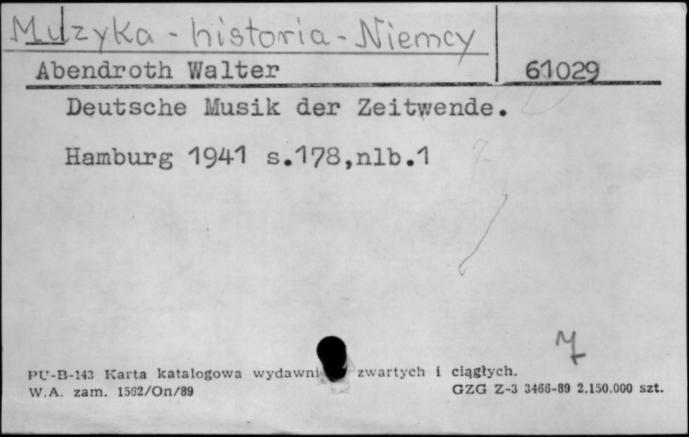 Muzyka - historia - Niemcy
Abendroth Walter 61029
Deutsche Musik der Zeitwende.
Hamburg 1941 s.178,nlb.1
PU-B-143 Karta katalogowa wydawni zwartych i ciągłych.
W.A. zam. 1562/On/89 GZG Z-3 3466-89 2.150.000 szt.